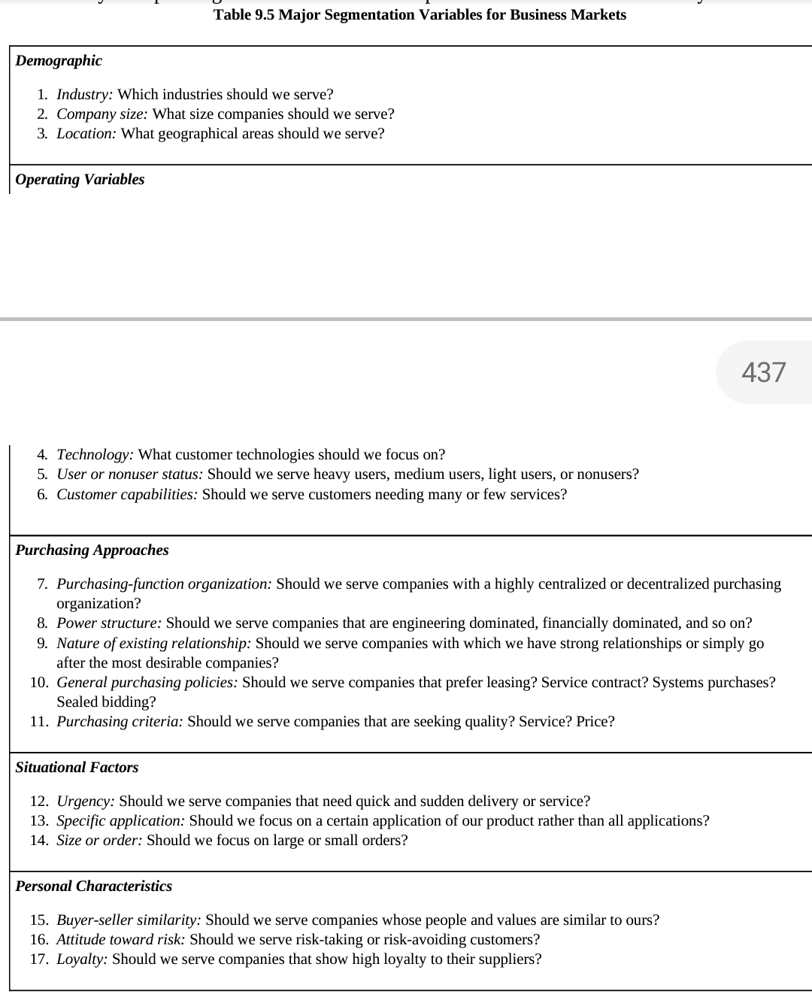 Table 9.5 Major Segmentation Variables for Business Markets
Demographic
1. Industry: Which industries should we serve?
2. Company size: What size companies should we serve?
3. Location: What geographical areas should we serve?
Operating Variables
437
4. Technology: What customer technologies should we focus on?
5. User or nonuser status: Should we serve heavy users, medium users, light users, or nonusers?
6. Customer capabilities: Should we serve customers needing many or few services?
Purchasing Approaches
7. Purchasing-function organization: Should we serve companies with a highly centralized or decentralized purchasing
organization?
8. Power structure: Should we serve companies that are engineering dominated, financially dominated, and so on?
9. Nature of existing relationship: Should we serve companies with which we have strong relationships or simply go
after the most desirable companies?
10. General purchasing policies: Should we serve companies that prefer leasing? Service contract? Systems purchases?
Sealed bidding?
11. Purchasing criteria: Should we serve companies that are seeking quality? Service? Price?
Situational Factors
12. Urgency: Should we serve companies that need quick and sudden delivery or service?
13. Specific application: Should we focus on a certain application of our product rather than all applications?
14. Size or order: Should we focus on large or small orders?
Personal Characteristics
15. Buyer-seller similarity: Should we serve companies whose people and values are similar to ours?
16. Attitude toward risk: Should we serve risk-taking or risk-avoiding customers?
17. Loyalty: Should we serve companies that show high loyalty to their suppliers?